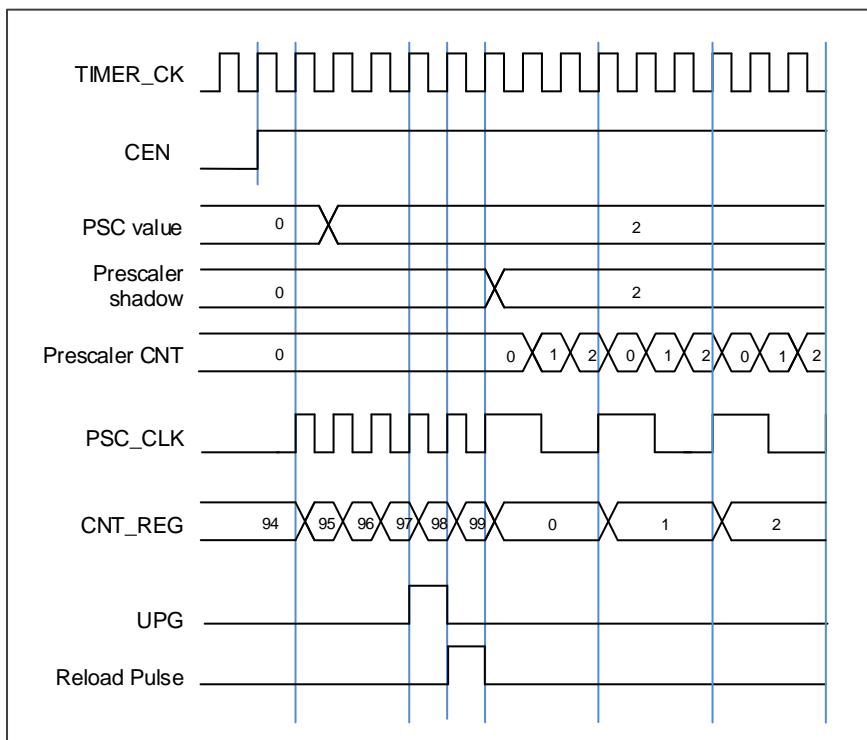 TIMER_CK
CEN
PSC value 0 2
Prescaler
shadow 0 2
Prescaler CNT 0 0 1 2 0 1 2 0 1 2
PSC_CLK
CNT_REG 94 95 96 97 98 99 0 1 2
UPG
Reload Pulse